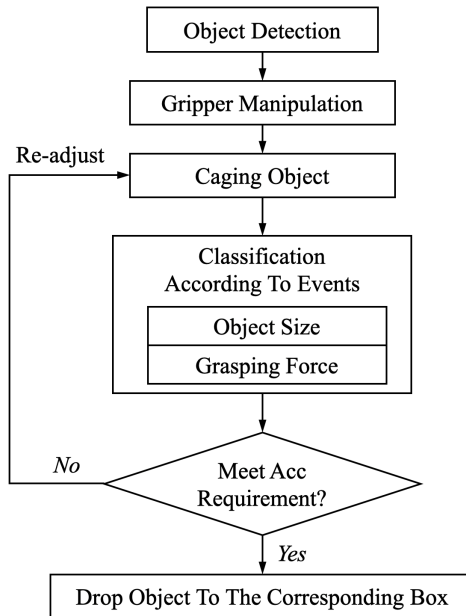 Object Detection
Gripper Manipulation
Re-adjust
Caging Object
Classification
According To Events
Object Size
Grasping Force
No
Meet Acc
Requirement?
Yes
Drop Object To The Corresponding Box